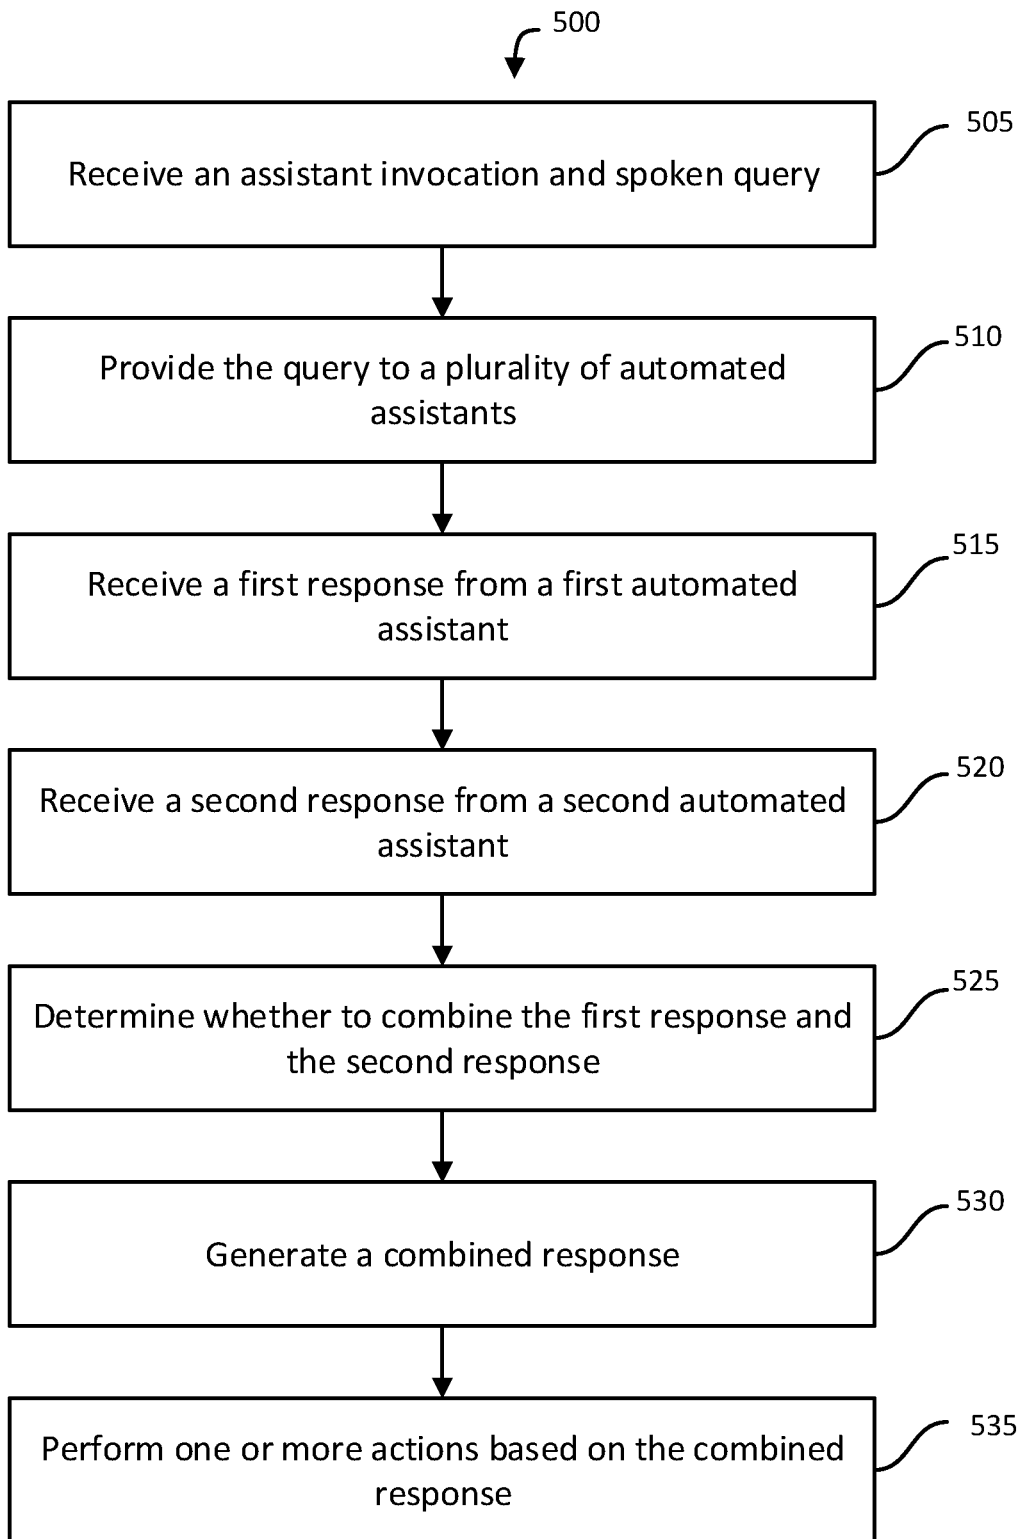 500
Receive an assistant invocation and spoken query
505
Provide the query to a plurality of automated
assistants
510
Receive a first response from a first automated
assistant
515
Receive a second response from a second automated
assistant
520
Determine whether to combine the first response and
the second response
525
Generate a combined response
530
Perform one or more actions based on the combined
response
535